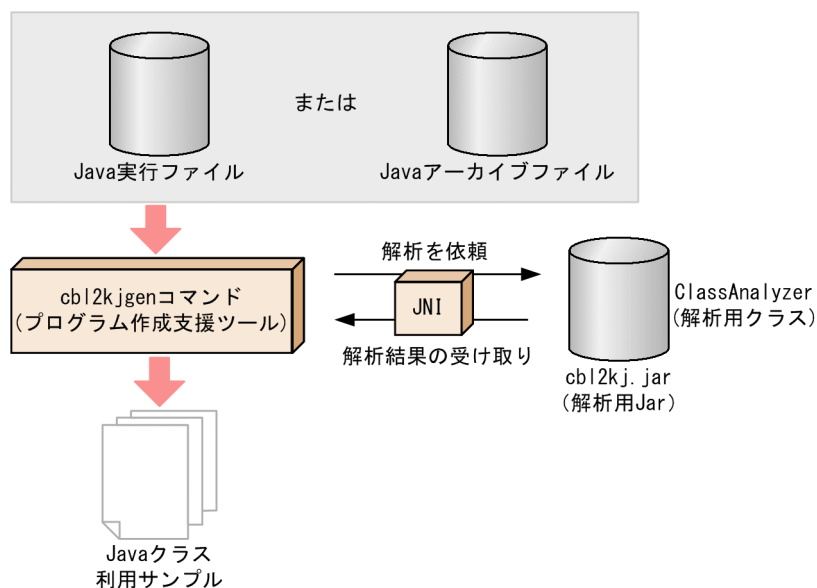 または
Java実行ファイル
Javaアーカイブファイル
解析を依頼
cbl2kjgenコマンド
(プログラム作成支援ツール)
JNI
ClassAnalyzer
(解析用クラス)
解析結果の受け取り
cbl2kj.jar
(解析用Jar)
Javaクラス
利用サンプル